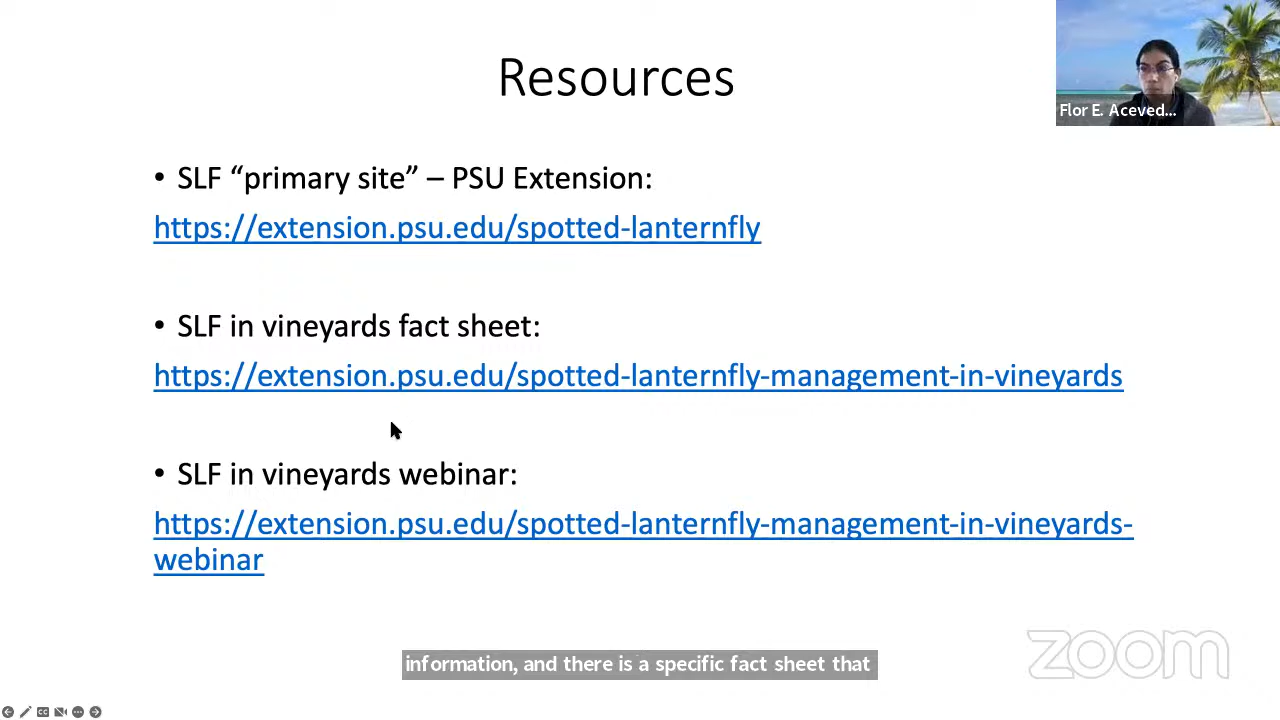 Resources
Flor E. Aceved...
• SLF “primary site” – PSU Extension:
https://extension.psu.edu/spotted-lanternfly
• SLF in vineyards fact sheet:
https://extension.psu.edu/spotted-lanternfly-management-in-vineyards
• SLF in vineyards webinar:
https://extension.psu.edu/spotted-lanternfly-management-in-vineyards-
webinar
information, and there is a specific fact sheet that
zoom